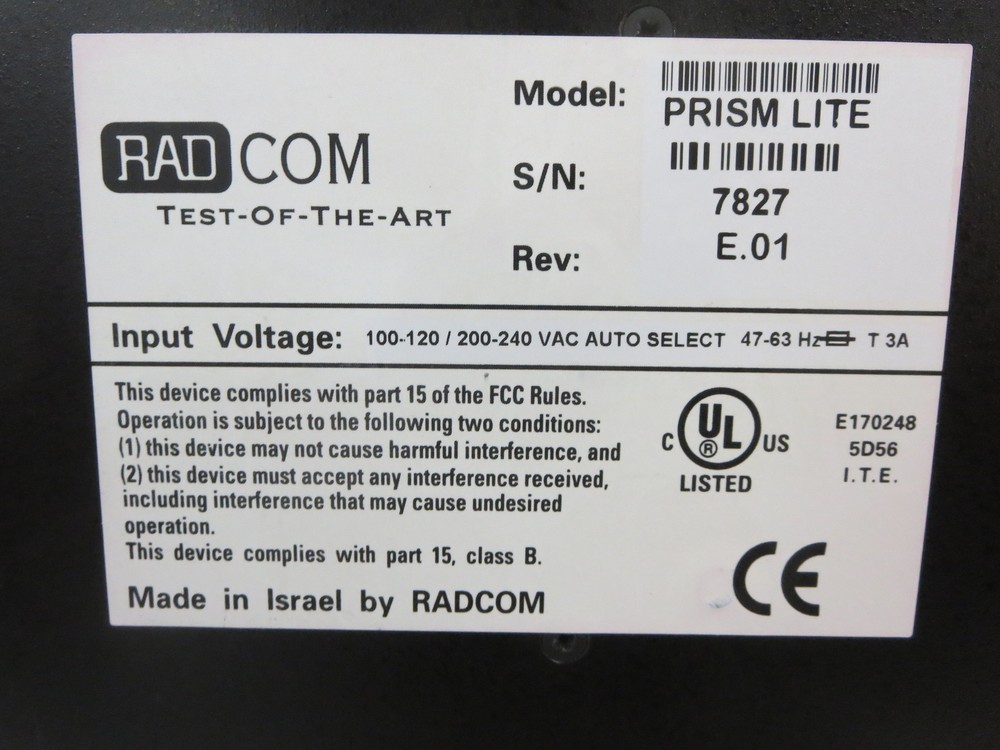 RAD COM
TEST-OF-THE-ART
Model: PRISM LITE
S/N: 7827
Rev: E.01
Input Voltage: 100-120 / 200-240 VAC AUTO SELECT 47-63 Hz T 3A
This device complies with part 15 of the FCC Rules.
Operation is subject to the following two conditions:
(1) this device may not cause harmful interference, and
(2) this device must accept any interference received,
including interference that may cause undesired
operation.
This device complies with part 15, class B.
Made in Israel by RADCOM
C UL ® US
LISTED
E170248
5D56
I.T.E.
CE